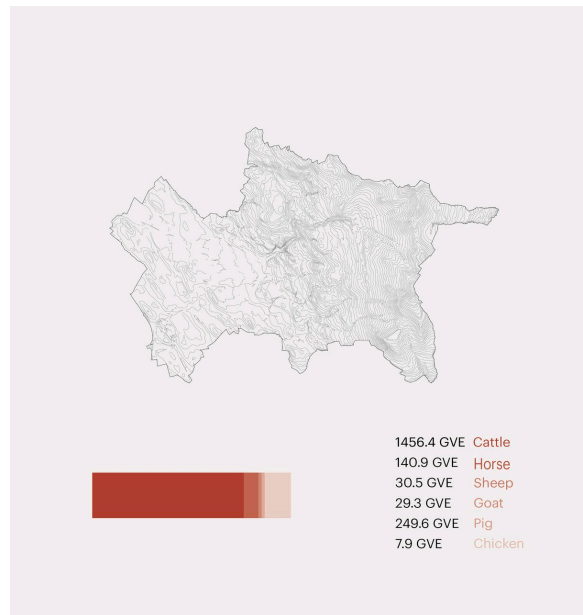 1456.4 GVE Cattle
140.9 GVE Horse
30.5 GVE Sheep
29.3 GVE Goat
249.6 GVE Pig
7.9 GVE Chicken